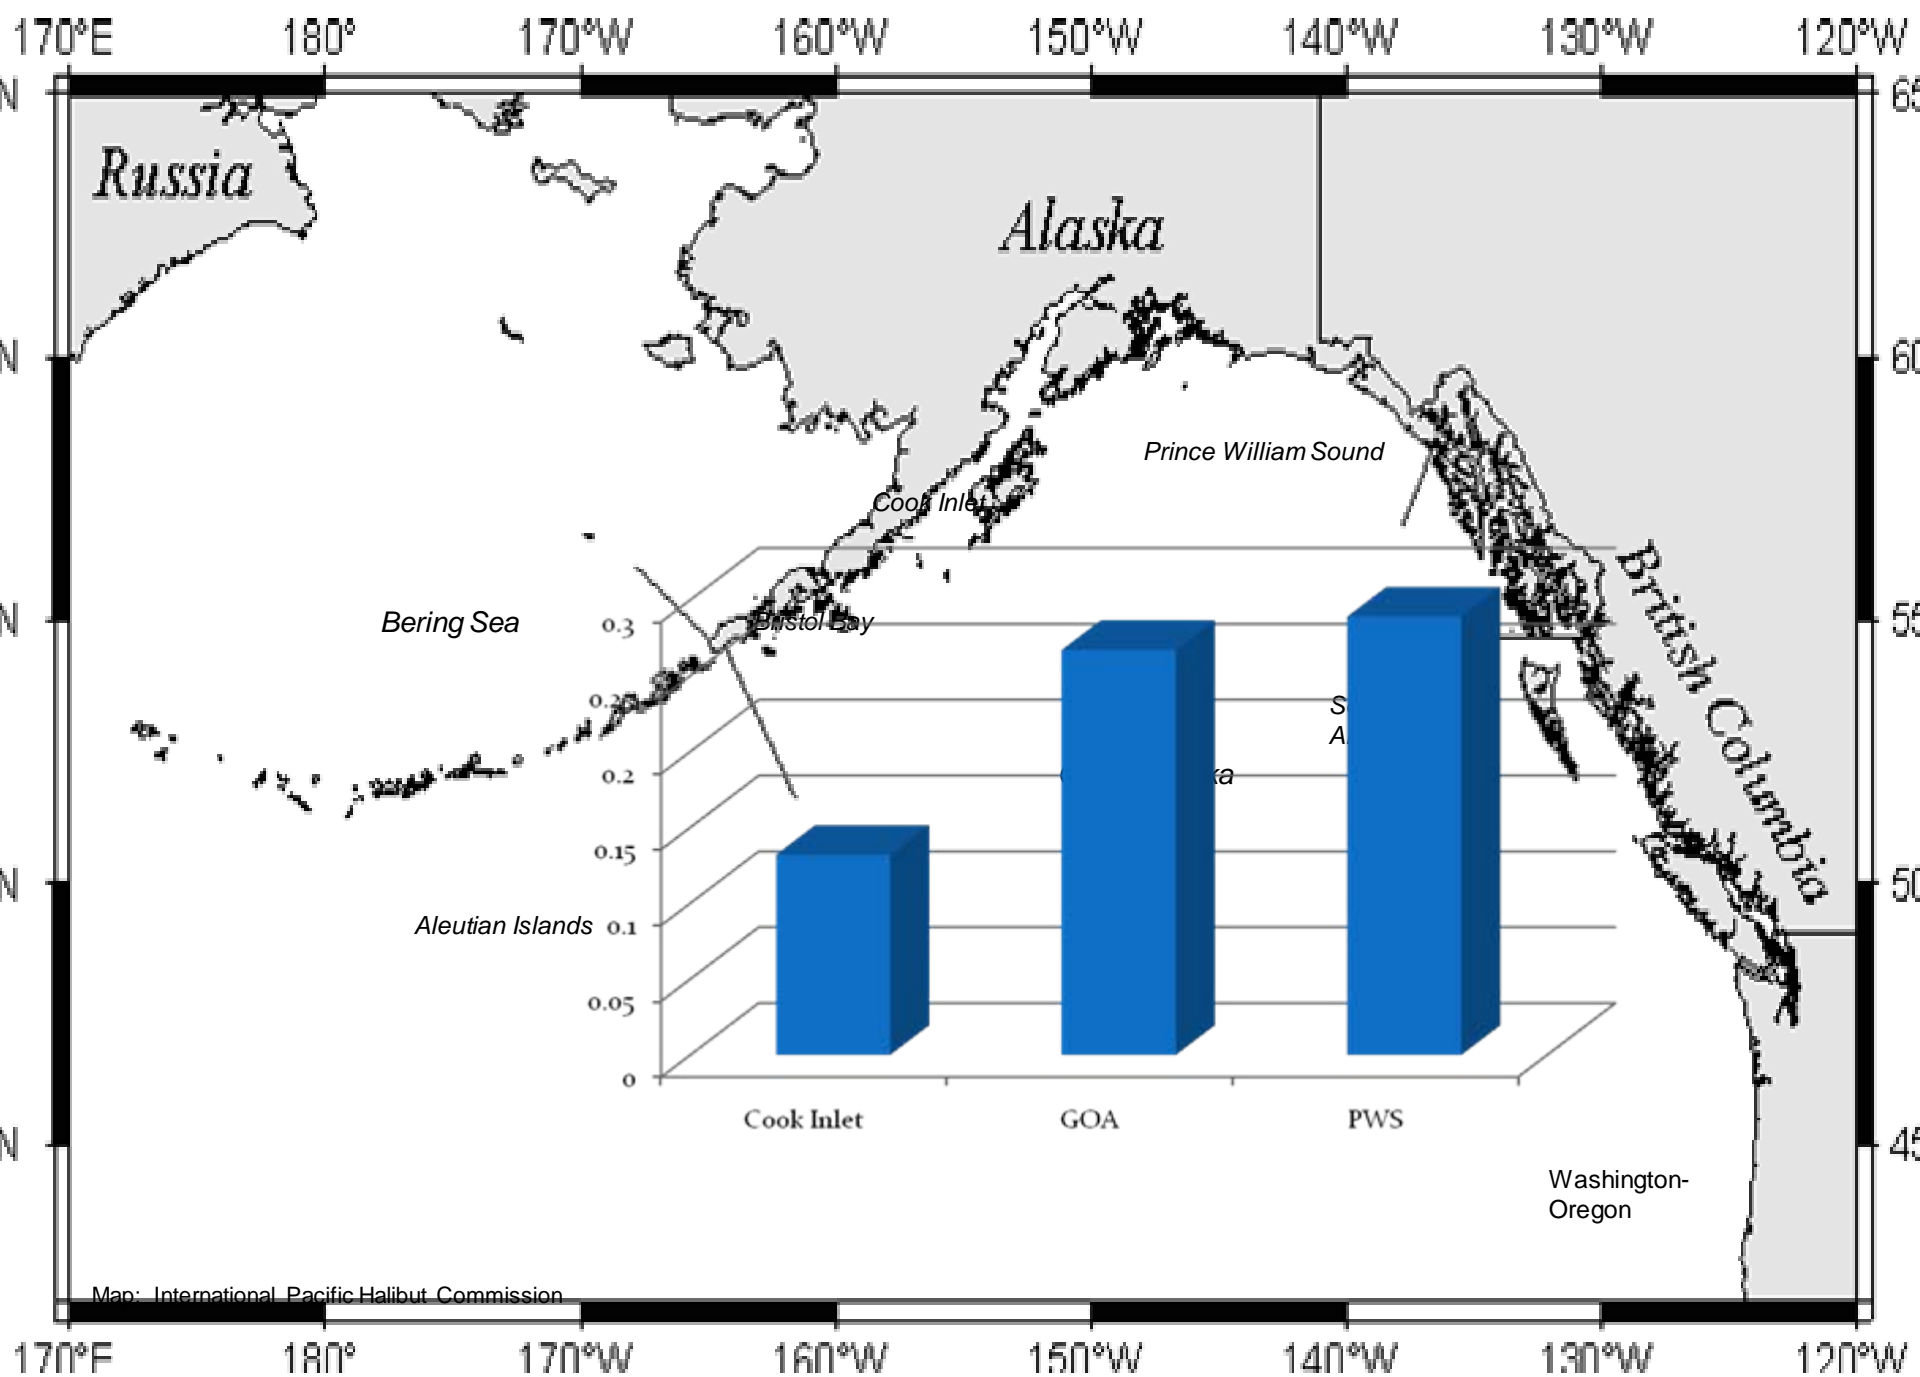 170°E 180° 170°W 160°W 150°W 140°W 130°W 120°W
Russia
Alaska
Prince William Sound
Cook Inlet
British Columbia
Bering Sea
Bristol Bay
0.3
0.2
0.15
Aleutian Islands
0.1
0.05
0
Cook Inlet GOA PWS
Washington-
Oregon
Map: International Pacific Halibut Commission
170°E 180° 170°W 160°W 150°W 140°W 130°W 120°W